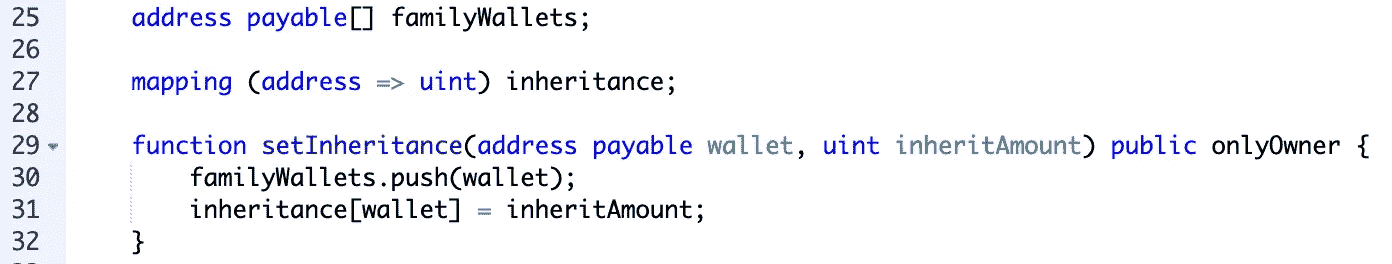 25 address payable[] familyWallets;
26
27 mapping (address => uint) inheritance;
28
29 function setInheritance(address payable wallet, uint inheritAmount) public onlyOwner {
30 familyWallets.push(wallet);
31 inheritance[wallet] = inheritAmount;
32 }